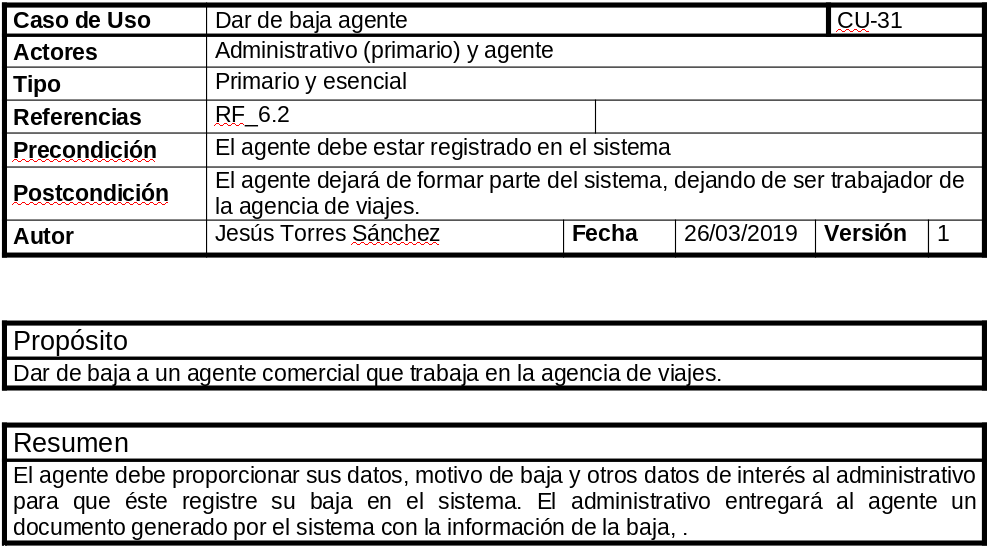 Caso de Uso Dar de baja agente CU-31
Actores Administrativo (primario) y agente
Tipo Primario y esencial
Referencias RF_6.2
Precondición El agente debe estar registrado en el sistema
Postcondición El agente dejará de formar parte del sistema, dejando de ser trabajador de
la agencia de viajes.
Autor Jesús Torres Sánchez Fecha 26/03/2019 Versión 1
Propósito
Dar de baja a un agente comercial que trabaja en la agencia de viajes.
Resumen
El agente debe proporcionar sus datos, motivo de baja y otros datos de interés al administrativo
para que éste registre su baja en el sistema. El administrativo entregará al agente un
documento generado por el sistema con la información de la baja, .